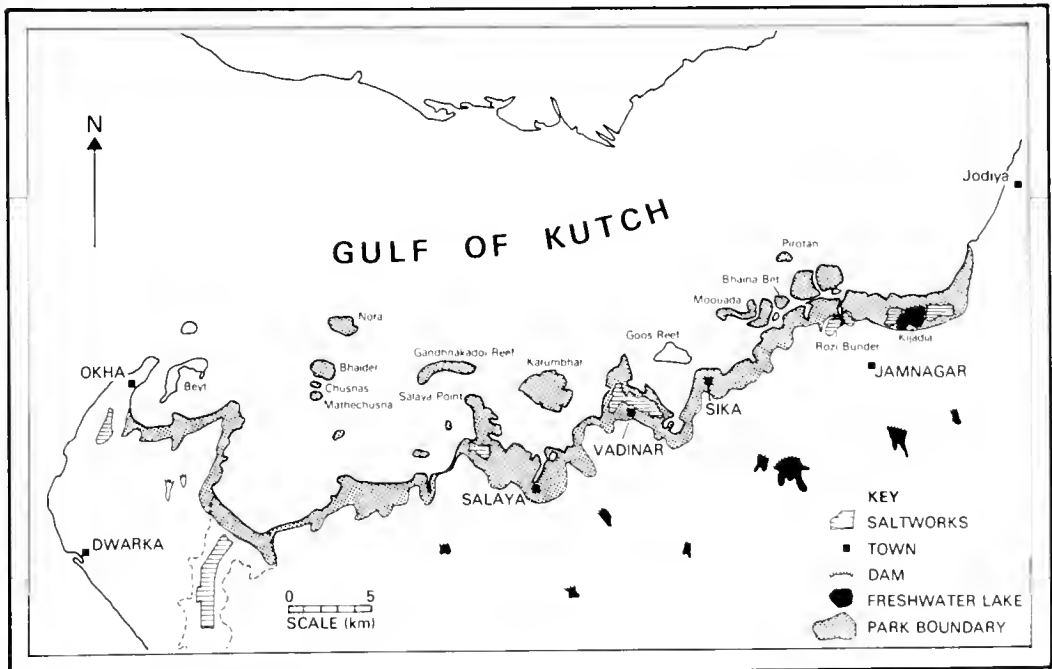 N
Jodiya
GULF OF KUTCH
Pirotan
Bhaina Bet
Moouada
Nora
Goos Reef
Rozi Bunder
Kijadia
Gandhnakadoi Reef
Karumbhar
Bhaider
OKHA
Beyt
Chusnas
Mathechusna
Salaya Point
JAMNAGAR
SIKA
VADINAR
SALAYA
DWARKA
KEY
SALTWORKS
TOWN
DAM
FRESHWATER LAKE
PARK BOUNDARY
0 5
SCALE (km)